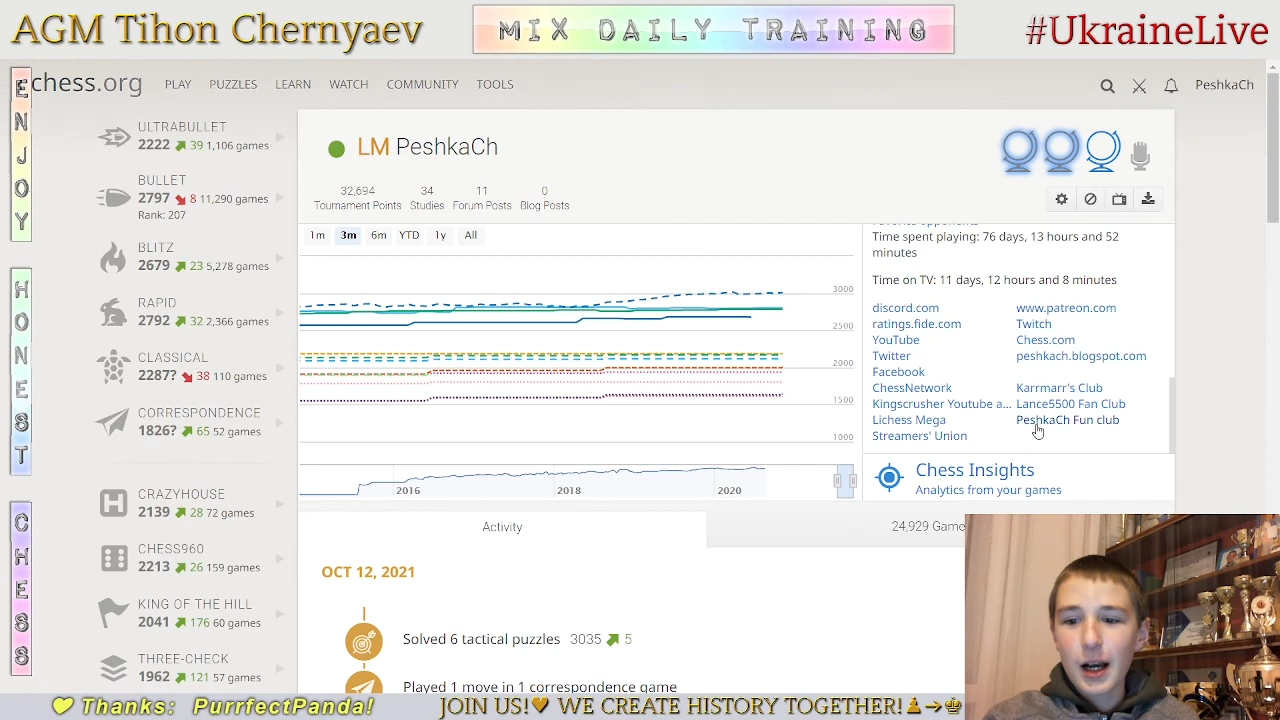 AGM Tihon Chernyaev
MIX DAILY TRAINING
#UkraineLive
ENJOY
HONEST
CHESS
chess.org
PLAY PUZZLES LEARN WATCH COMMUNITY TOOLS
PeshkaCh
ULTRABULLET
2222 39 1,106 games
BULLET
2797 8 11,290 games
Rank: 207
BLITZ
2679 23 5,278 games
RAPID
2792 32 2,366 games
CLASSICAL
2287? 38 110 games
CORRESPONDENCE
1826? 65 52 games
CRAZYHOUSE
2139 28 72 games
CHESS960
2213 26 159 games
KING OF THE HILL
2041 176 60 games
THREE-CHECK
1962 121 57 games
LM PeshkaCh
32,694 34 11 0
Tournament Points Studies Forum Posts Blog Posts
1m 3m 6m YTD 1y All
3000
2500
2000
1500
1000
2016 2018 2020
Time spent playing: 76 days, 13 hours and 52
minutes
Time on TV: 11 days, 12 hours and 8 minutes
discord.com www.patreon.com
ratings.fide.com Twitch
YouTube Chess.com
Twitter peshkach.blogspot.com
Facebook
ChessNetwork Karrmarr's Club
Kingscrusher Youtube a... Lance5500 Fan Club
Lichess Mega PeshkaCh Fun club
Streamers' Union
Chess Insights
Analytics from your games
Activity 24,929 Game
OCT 12, 2021
Solved 6 tactical puzzles 3035 5
Played 1 move in 1 correspondence game
Thanks: PurrfectPanda!
JOIN US! WE CREATE HISTORY TOGETHER!